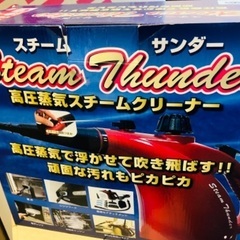 スチーム サンダー
Steam Thunde
高圧蒸気スチームクリーナー
高圧蒸気で浮かせて吹き飛ばす!!
頑固な汚れもピカピカ
Steam Thunder